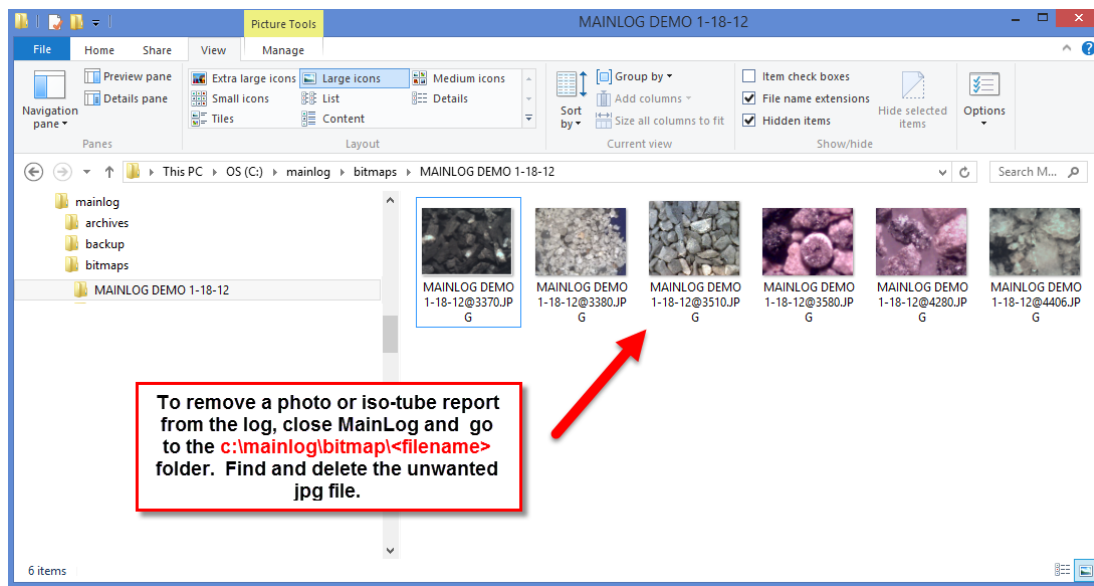 Picture Tools
MAINLOG DEMO 1-18-12
File Home Share View Manage
Navigation pane
Preview pane
Details pane
Panes
Extra large icons Large icons Medium icons
Small icons List Details
Tiles Content
Layout
Sort by
Group by
Add columns
Size all columns to fit
Current view
Item check boxes
File name extensions
Hidden items
Hide selected items
Show/hide
Options
This PC OS (C:) mainlog bitmaps MAINLOG DEMO 1-18-12
Search M...
mainlog
archives
backup
bitmaps
MAINLOG DEMO 1-18-12
MAINLOG DEMO
1-18-12@3370.JP
G
MAINLOG DEMO
1-18-12@3380.JP
G
MAINLOG DEMO
1-18-12@3510.JP
G
MAINLOG DEMO
1-18-12@3580.JP
G
MAINLOG DEMO
1-18-12@4280.JP
G
MAINLOG DEMO
1-18-12@4406.JP
G
To remove a photo or iso-tube report
from the log, close MainLog and go
to the c:\mainlog\bitmap\<filename>
folder. Find and delete the unwanted
jpg file.
6 items